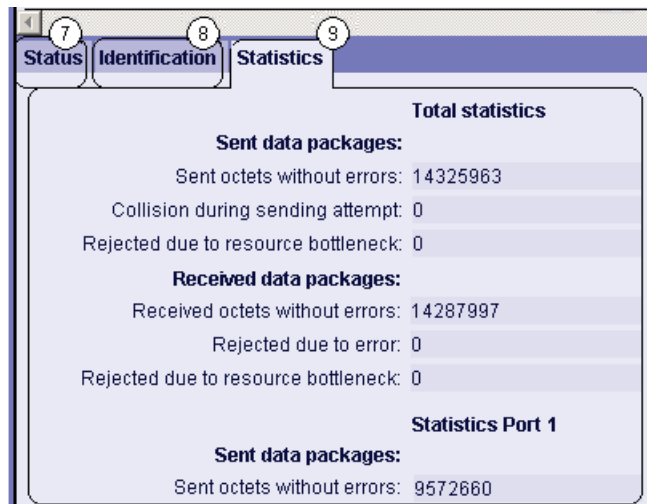 7 8 9
Status Identification Statistics
Total statistics
Sent data packages:
Sent octets without errors: 14325963
Collision during sending attempt: 0
Rejected due to resource bottleneck: 0
Received data packages:
Received octets without errors: 14287997
Rejected due to error: 0
Rejected due to resource bottleneck: 0
Statistics Port 1
Sent data packages:
Sent octets without errors: 9572660